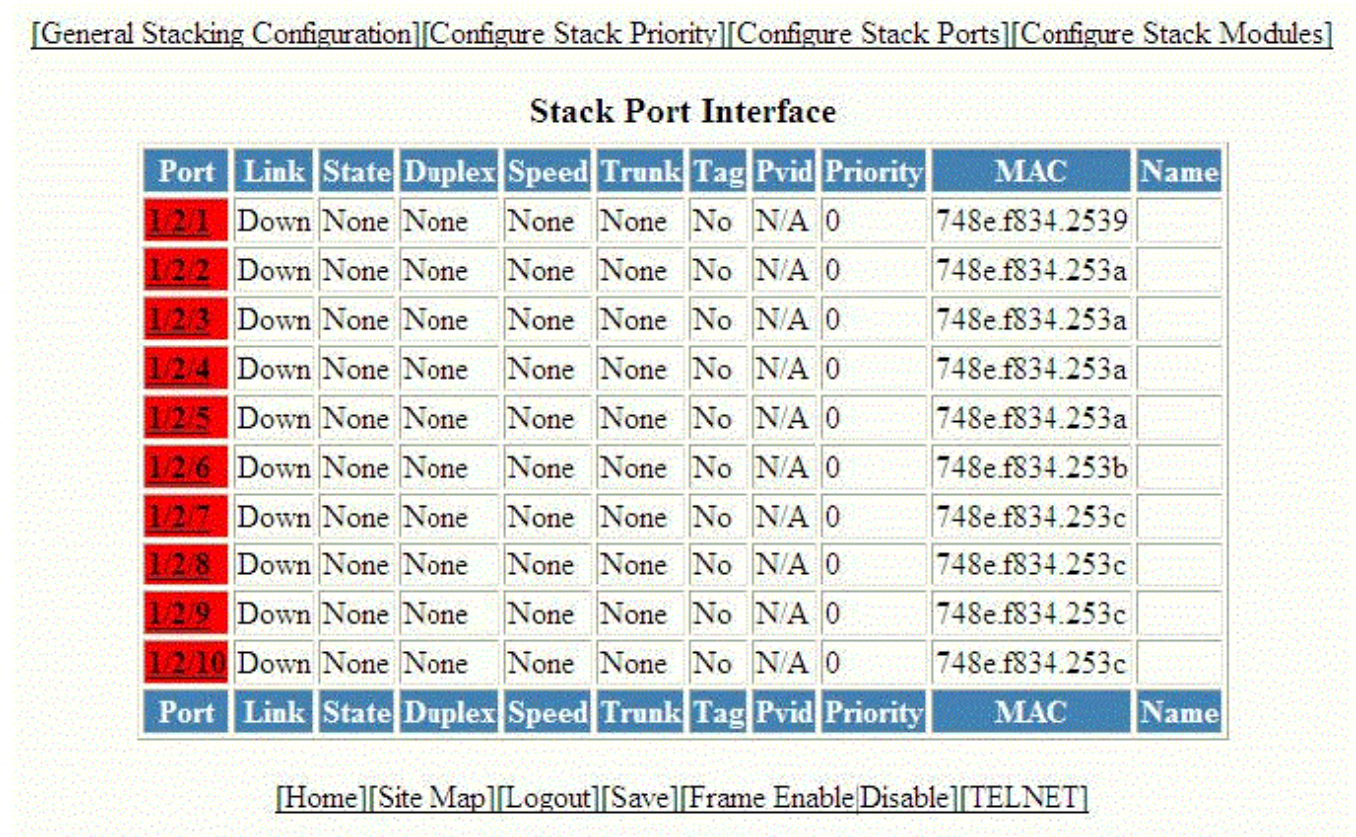 [General Stacking Configuration][Configure Stack Priority][Configure Stack Ports][Configure Stack Modules]
Stack Port Interface
Port Link State Duplex Speed Trunk Tag Pvid Priority MAC Name
1/2/1 Down None None None None No N/A 0 748e.f834.2539
1/2/2 Down None None None None No N/A 0 748e.f834.253a
1/2/3 Down None None None None No N/A 0 748e.f834.253a
1/2/4 Down None None None None No N/A 0 748e.f834.253a
1/2/5 Down None None None None No N/A 0 748e.f834.253a
1/2/6 Down None None None None No N/A 0 748e.f834.253b
1/2/7 Down None None None None No N/A 0 748e.f834.253c
1/2/8 Down None None None None No N/A 0 748e.f834.253c
1/2/9 Down None None None None No N/A 0 748e.f834.253c
1/2/10 Down None None None None No N/A 0 748e.f834.253c
Port Link State Duplex Speed Trunk Tag Pvid Priority MAC Name
[Home][Site Map][Logout][Save][Frame Enable|Disable][TELNET]